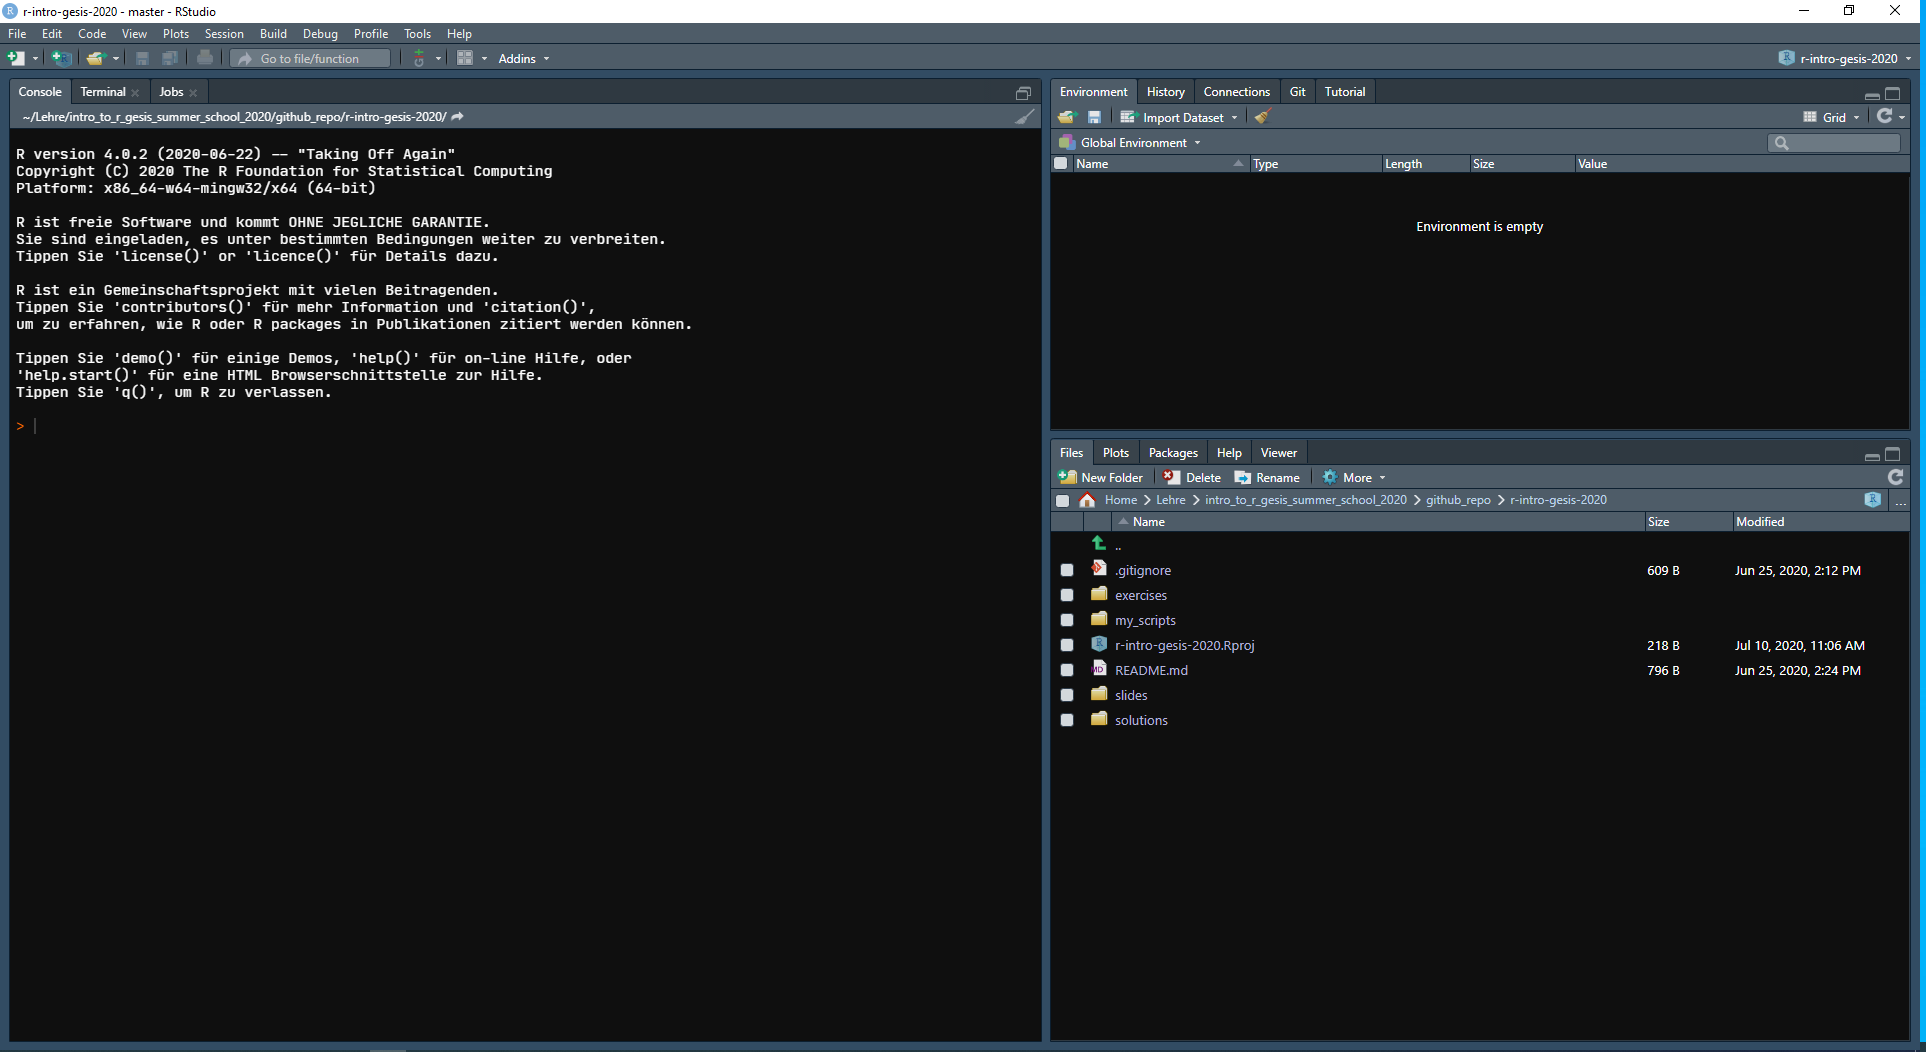 r-intro-gesis-2020 - master - RStudio
File Edit Code View Plots Session Build Debug Profile Tools Help
Go to file/function Addins r-intro-gesis-2020
Console Terminal Jobs
~/Lehre/intro_to_r_gesis_summer_school_2020/github_repo/r-intro-gesis-2020/
R version 4.0.2 (2020-06-22) -- "Taking Off Again"
Copyright (C) 2020 The R Foundation for Statistical Computing
Platform: x86_64-w64-mingw32/x64 (64-bit)
R ist freie Software und kommt OHNE JEGLICHE GARANTIE.
Sie sind eingeladen, es unter bestimmten Bedingungen weiter zu verbreiten.
Tippen Sie 'license()' or 'licence()' für Details dazu.
R ist ein Gemeinschaftsprojekt mit vielen Beitragenden.
Tippen Sie 'contributors()' für mehr Information und 'citation()',
um zu erfahren, wie R oder R packages in Publikationen zitiert werden können.
Tippen Sie 'demo()' für einige Demos, 'help()' für on-line Hilfe, oder
'help.start()' für eine HTML Browserschnittstelle zur Hilfe.
Tippen Sie 'q()', um R zu verlassen.
>
Environment History Connections Git Tutorial
Import Dataset Grid
Global Environment
Name Type Length Size Value
Environment is empty
Files Plots Packages Help Viewer
New Folder Delete Rename More
Home > Lehre > intro_to_r_gesis_summer_school_2020 > github_repo > r-intro-gesis-2020 ...
Name Size Modified
..
.gitignore 609 B Jun 25, 2020, 2:12 PM
exercises
my_scripts
r-intro-gesis-2020.Rproj 218 B Jul 10, 2020, 11:06 AM
README.md 796 B Jun 25, 2020, 2:24 PM
slides
solutions